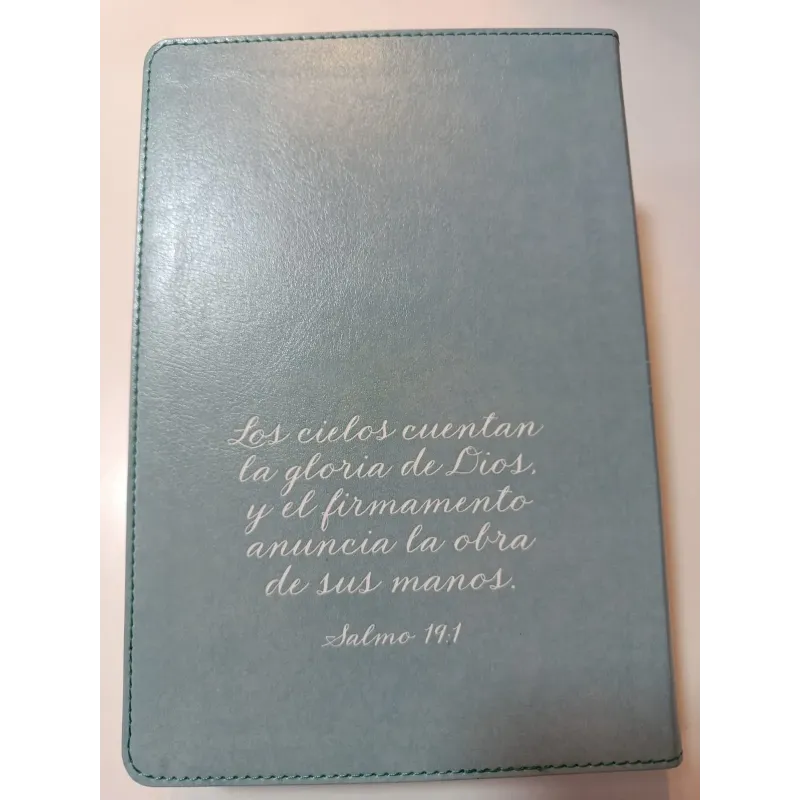 Los cielos cuentan
la gloria de Dios,
y el firmamento
anuncia la obra
de sus manos.
Salmo 19:1